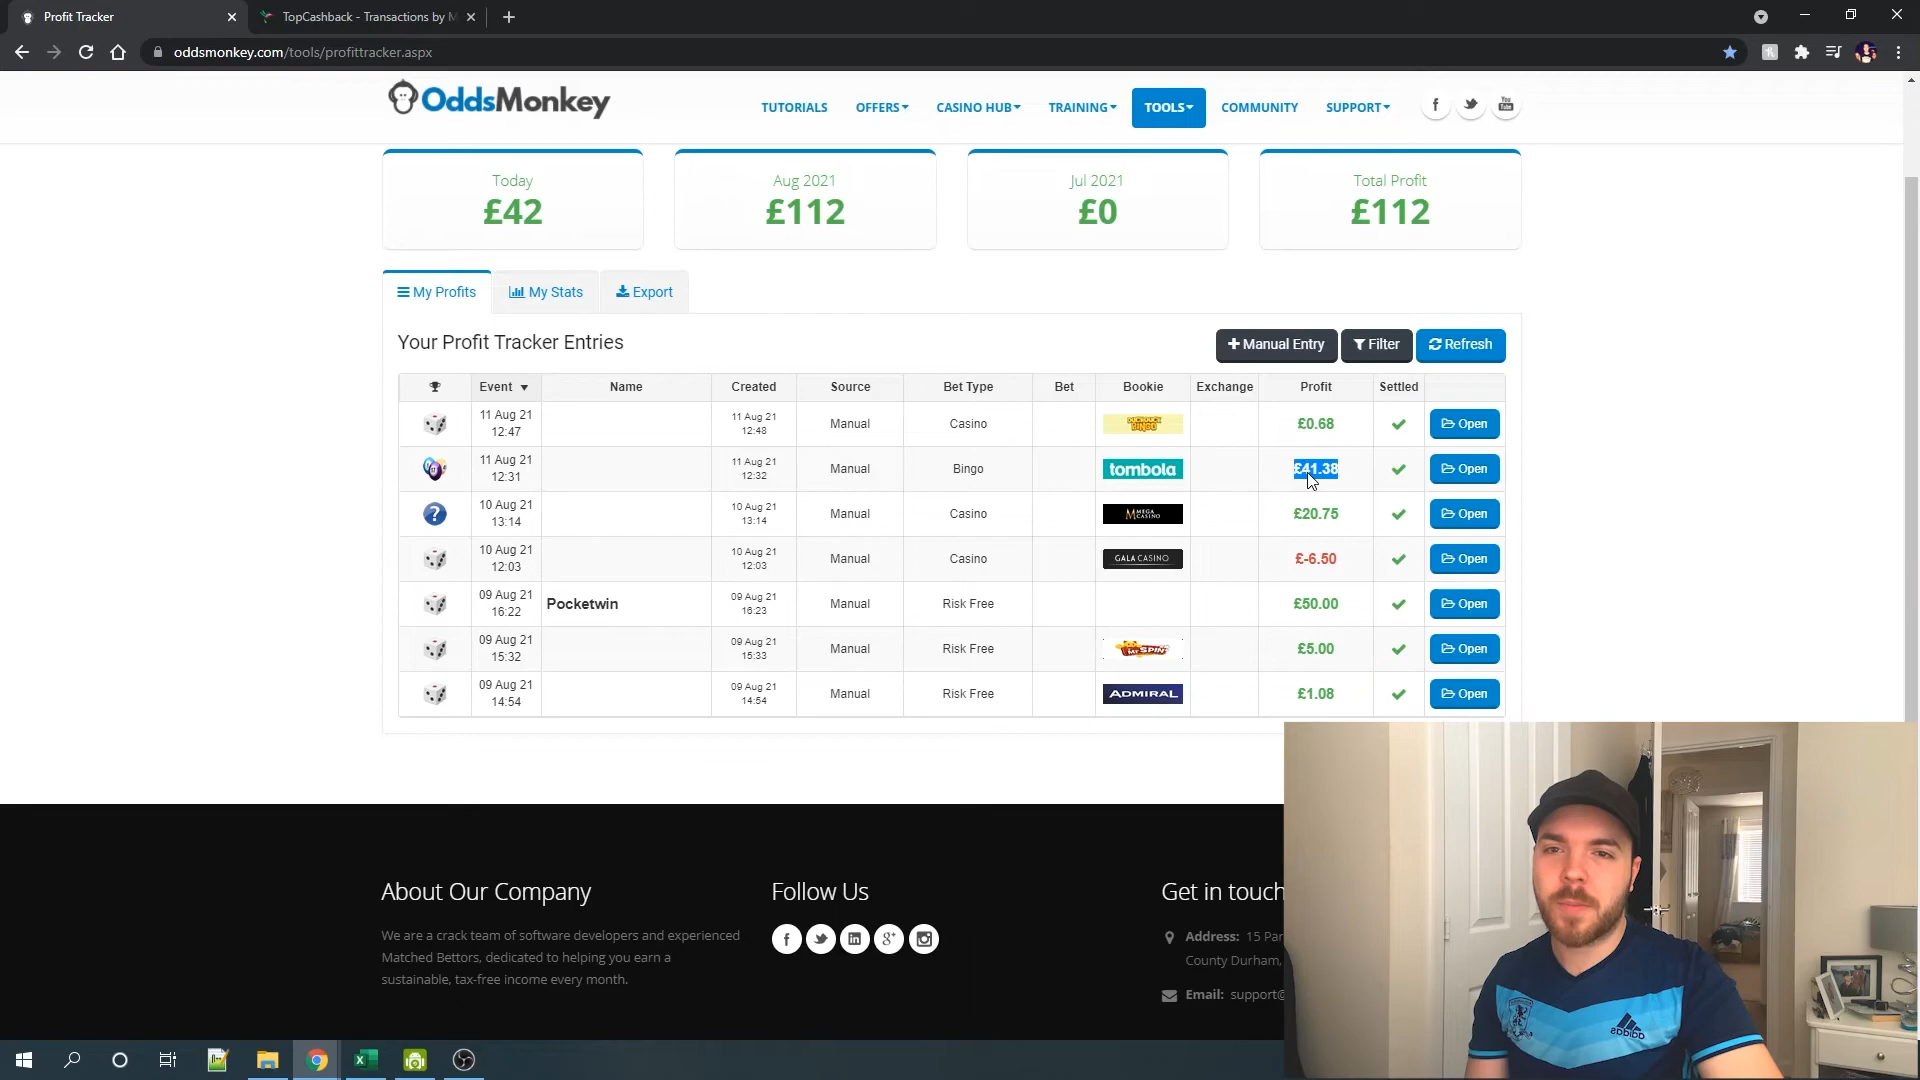 Profit Tracker
TopCashback - Transactions by M
oddsmonkey.com/tools/profittracker.aspx
OddsMonkey
TUTORIALS OFFERS CASINO HUB TRAINING TOOLS COMMUNITY SUPPORT
You Tube
Today Aug 2021 Jul 2021 Total Profit
£42 £112 £0 £112
My Profits My Stats Export
Your Profit Tracker Entries
+ Manual Entry Filter Refresh
Event Name Created Source Bet Type Bet Bookie Exchange Profit Settled
11 Aug 21 12:47 11 Aug 21 12:48 Manual Casino BINGO £0.68 Open
11 Aug 21 12:31 11 Aug 21 12:32 Manual Bingo tombola £41.38 Open
10 Aug 21 13:14 10 Aug 21 13:14 Manual Casino MEGA CASINO £20.75 Open
10 Aug 21 12:03 10 Aug 21 12:03 Manual Casino GALA CASINO £-6.50 Open
09 Aug 21 16:22 Pocketwin 09 Aug 21 16:23 Manual Risk Free £50.00 Open
09 Aug 21 15:32 09 Aug 21 15:33 Manual Risk Free MR SPIN £5.00 Open
09 Aug 21 14:54 09 Aug 21 14:54 Manual Risk Free ADMIRAL £1.08 Open
About Our Company
We are a crack team of software developers and experienced
Matched Bettors, dedicated to helping you earn a
sustainable, tax-free income every month.
Follow Us
Get in touch
Address: 15 Par
County Durham,
Email: support@
adidas